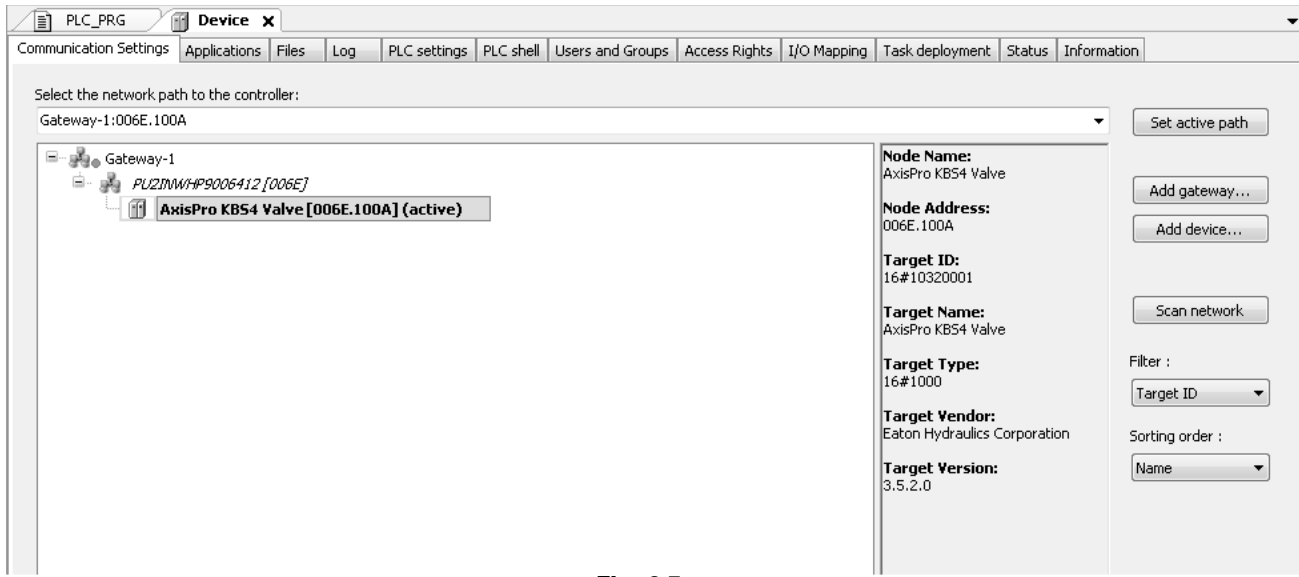 PLC_PRG Device
Communication Settings Applications Files Log PLC settings PLC shell Users and Groups Access Rights I/O Mapping Task deployment Status Information
Select the network path to the controller:
Gateway-1:006E.100A
Set active path
Gateway-1
PU2INWHP9006412 [006E]
AxisPro KBS4 Valve [006E.100A] (active)
Node Name:
AxisPro KBS4 Valve
Node Address:
006E.100A
Target ID:
16#10320001
Target Name:
AxisPro KBS4 Valve
Target Type:
16#1000
Target Vendor:
Eaton Hydraulics Corporation
Target Version:
3.5.2.0
Add gateway...
Add device...
Scan network
Filter :
Target ID
Sorting order :
Name